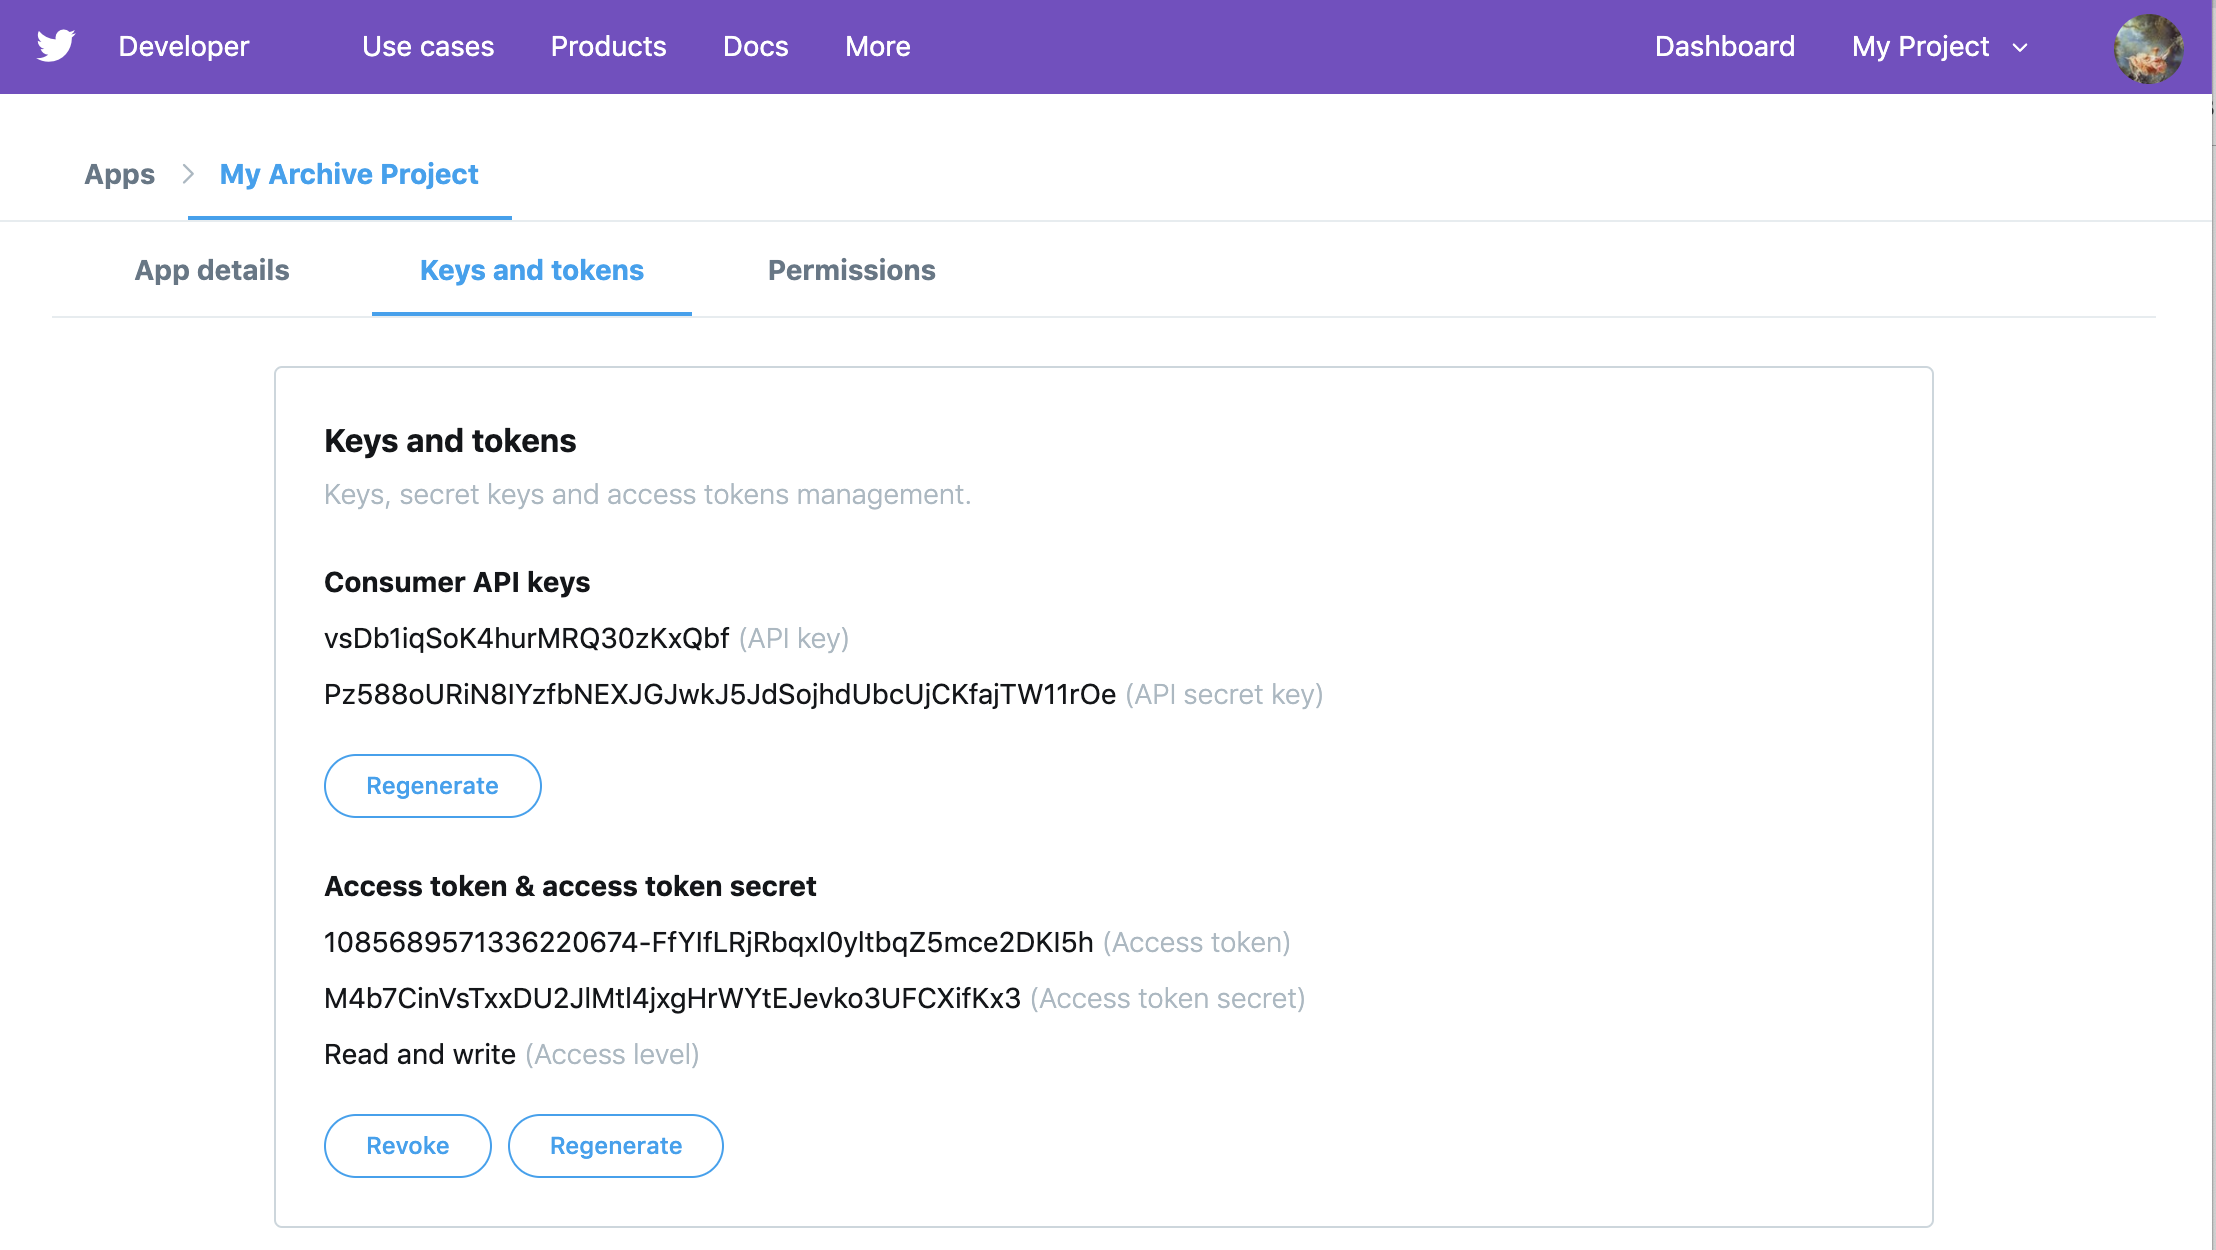 Developer Use cases Products Docs More Dashboard My Project
Apps My Archive Project
App details Keys and tokens Permissions
Keys and tokens
Keys, secret keys and access tokens management.
Consumer API keys
vsDb1iqSoK4hurMRQ30zKxQbf (API key)
Pz588oURiN8IYzfbNEXJGJwkJ5JdSojhdUbcUjCKfajTW11rOe (API secret key)
Regenerate
Access token & access token secret
1085689571336220674-FfYIfLRjRbqxI0yltbqZ5mce2DKI5h (Access token)
M4b7CinVsTxxDU2JlMtl4jxgHrWYtEJevko3UFCXifKx3 (Access token secret)
Read and write (Access level)
Revoke Regenerate